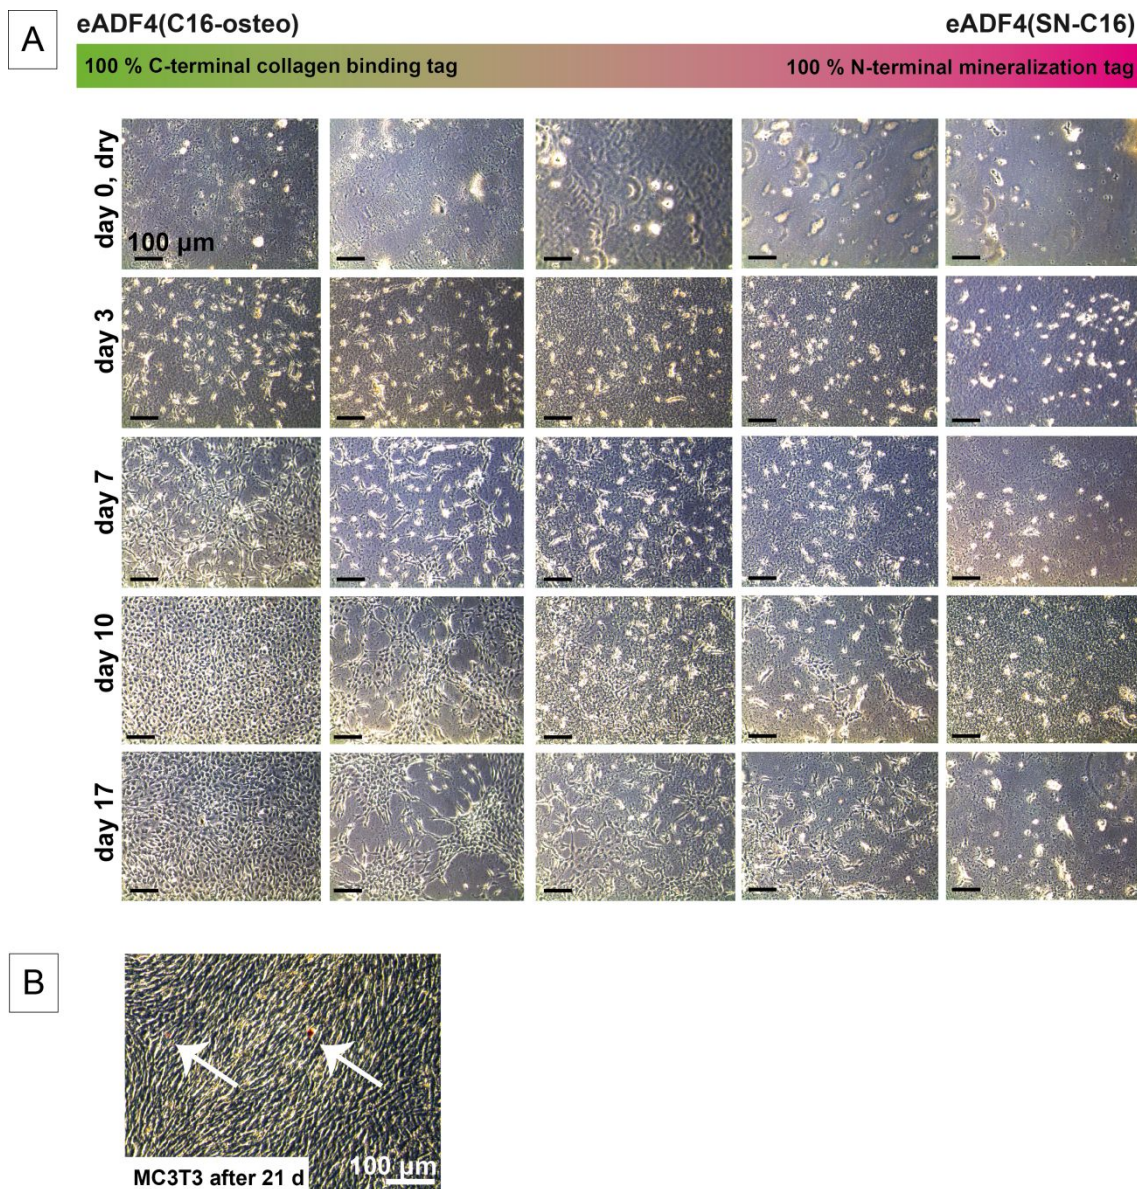 A
eADF4(C16-osteo)
eADF4(SN-C16)
100 % C-terminal collagen binding tag
100 % N-terminal mineralization tag
day 0, dry
100 µm
day 3
day 7
day 10
day 17
B
MC3T3 after 21 d
100 µm